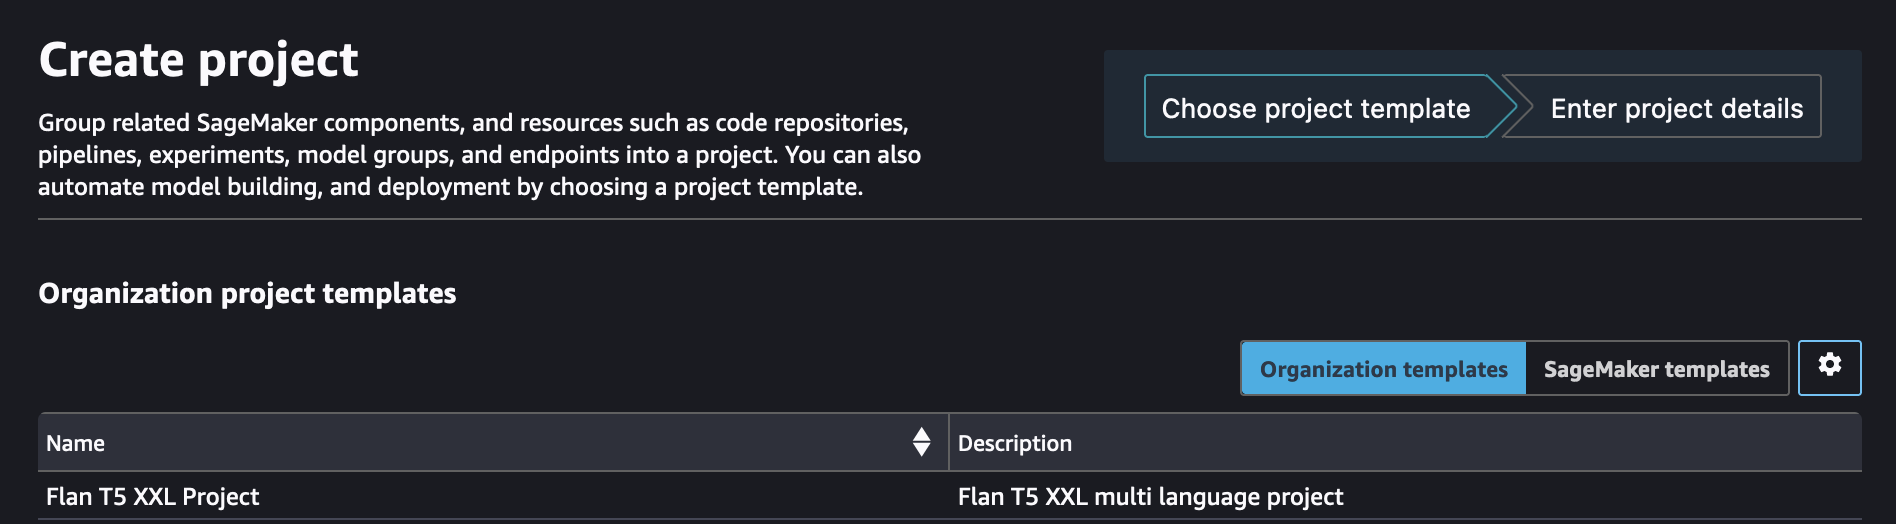 Create project
Choose project template
Enter project details
Group related SageMaker components, and resources such as code repositories,
pipelines, experiments, model groups, and endpoints into a project. You can also
automate model building, and deployment by choosing a project template.
Organization project templates
Organization templates
SageMaker templates
Name
Description
Flan T5 XXL Project
Flan T5 XXL multi language project